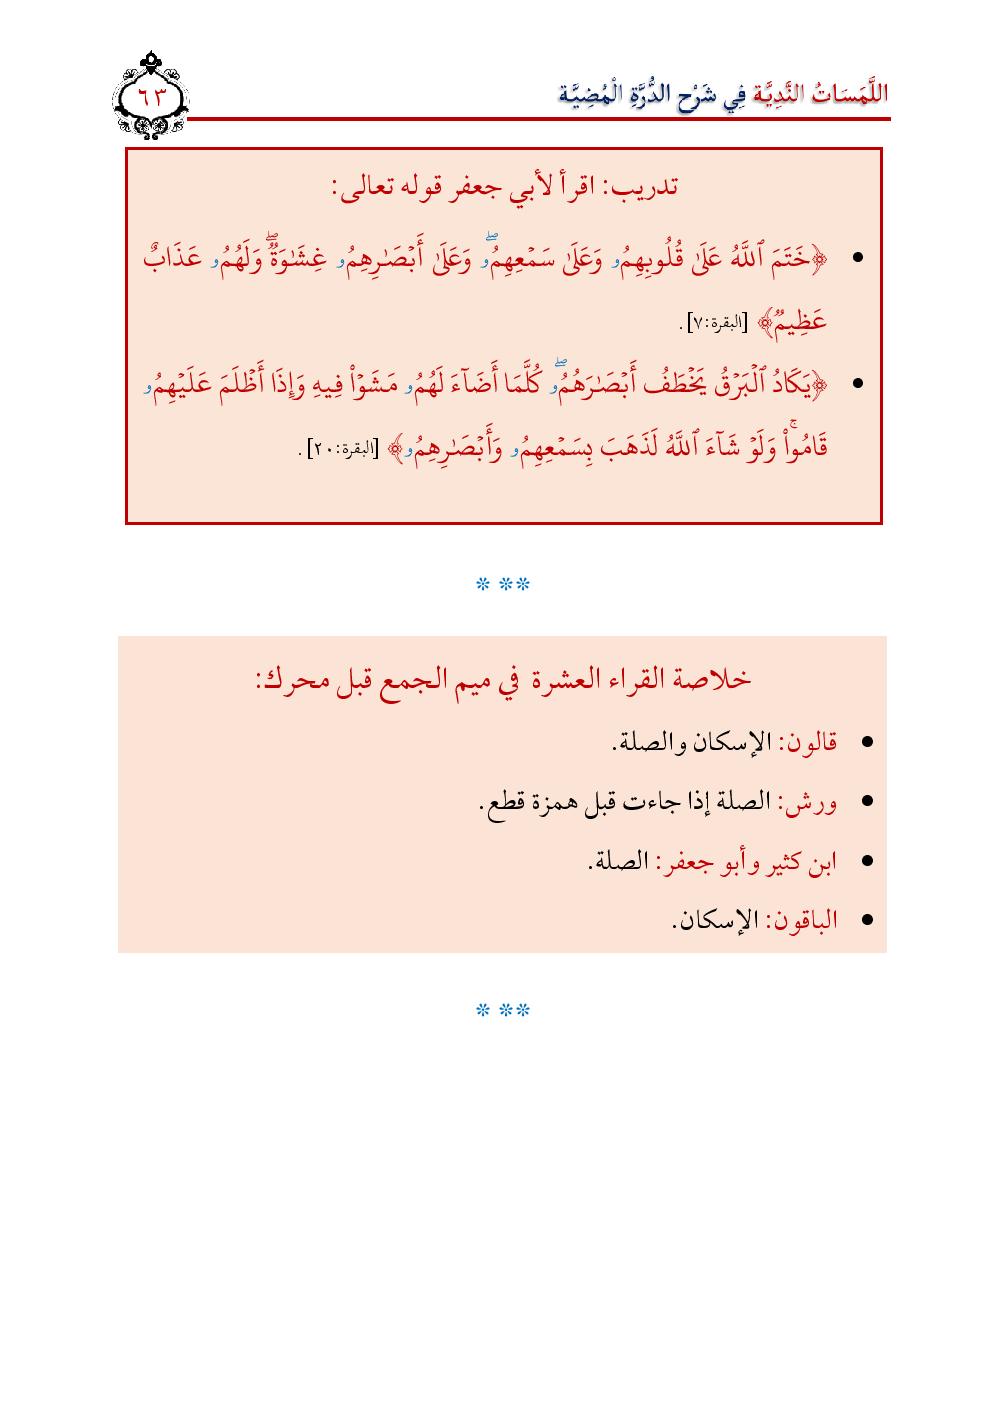 اللَّمَسَاتُ النَّدِيَّة فِي شَرْح الدُّرَّةِ الْمُضِيَّة
٦٣
تدريب: اقرأ لأبي جعفر قوله تعالى:
• ﴿خَتَمَ ٱللَّهُ عَلَىٰ قُلُوبِهِمُۥ وَعَلَىٰ سَمۡعِهِمُۥۖ وَعَلَىٰ أَبۡصَٰرِهِمُۥ غِشَٰوَةٞۖ وَلَهُمُۥ عَذَابٌ
عَظِيمٞ﴾ [البقرة:٧].
• ﴿يَكَادُ ٱلۡبَرۡقُ يَخۡطَفُ أَبۡصَٰرَهُمُۥۖ كُلَّمَا أَضَآءَ لَهُمُۥ مَشَوۡاْ فِيهِ وَإِذَا أَظۡلَمَ عَلَيۡهِمُۥ
قَامُواْۚ وَلَوۡ شَآءَ ٱللَّهُ لَذَهَبَ بِسَمۡعِهِمُۥ وَأَبۡصَٰرِهِمُۥ﴾ [البقرة:٢٠].
* **
خلاصة القراء العشرة في ميم الجمع قبل محرك:
• قالون: الإسكان والصلة.
• ورش: الصلة إذا جاءت قبل همزة قطع.
• ابن كثير وأبو جعفر: الصلة.
• الباقون: الإسكان.
* **